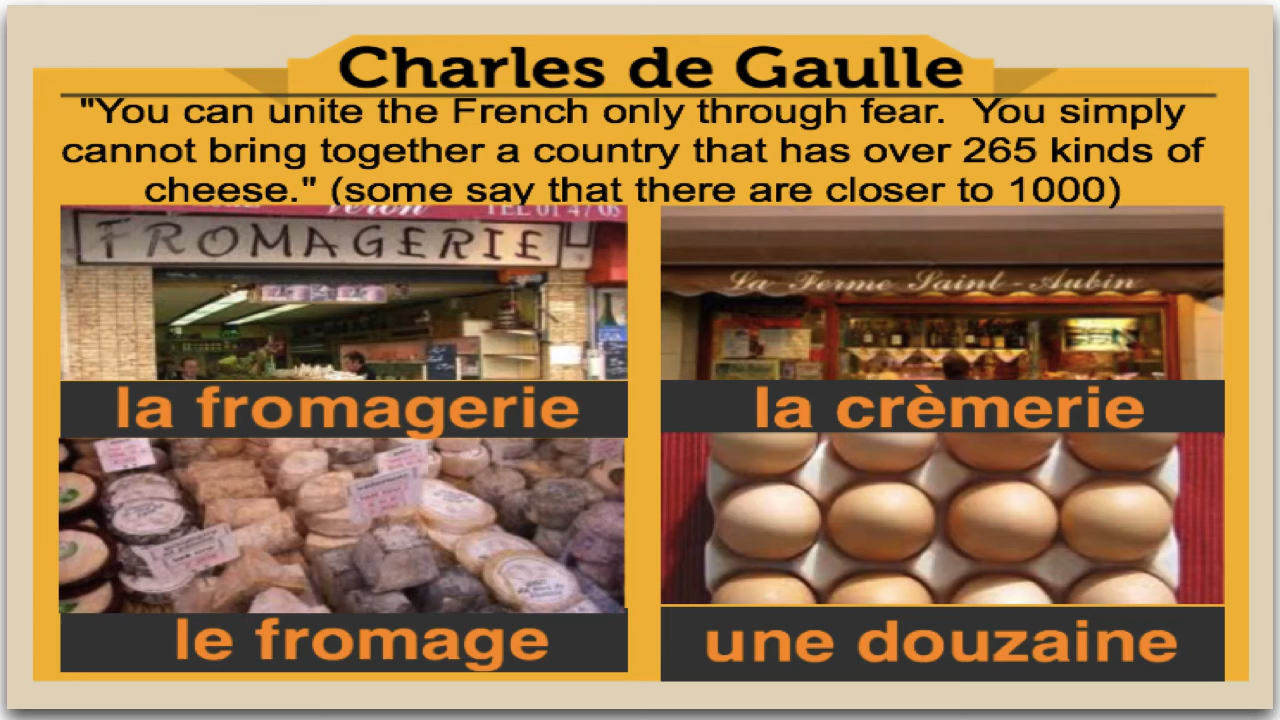 Charles de Gaulle
"You can unite the French only through fear.  You simply
cannot bring together a country that has over 265 kinds of
cheese." (some say that there are closer to 1000)
Véron TEL 01 47 03
FROMAGERIE
La Ferme Saint-Aubin
la fromagerie
la crèmerie
le fromage
une douzaine